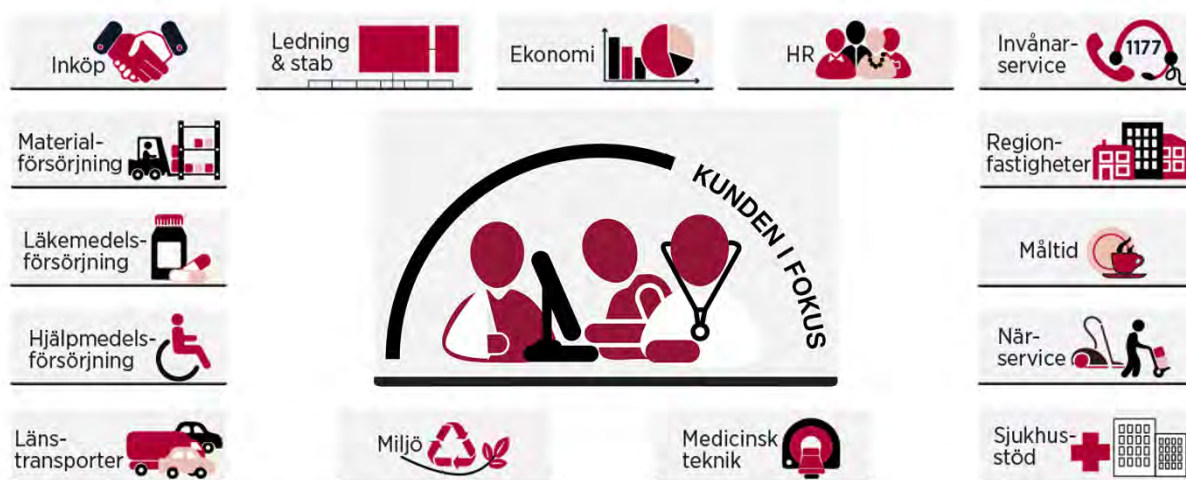 Inköp
Ledning
& stab
Ekonomi
HR
Invånar-
service
1177
Material-
försörjning
Region-
fastigheter
KUNDEN I FOKUS
Läkemedels-
försörjning
Måltid
Hjälpmedels-
försörjning
När-
service
Läns-
transporter
Miljö
Medicinsk
teknik
Sjukhus-
stöd